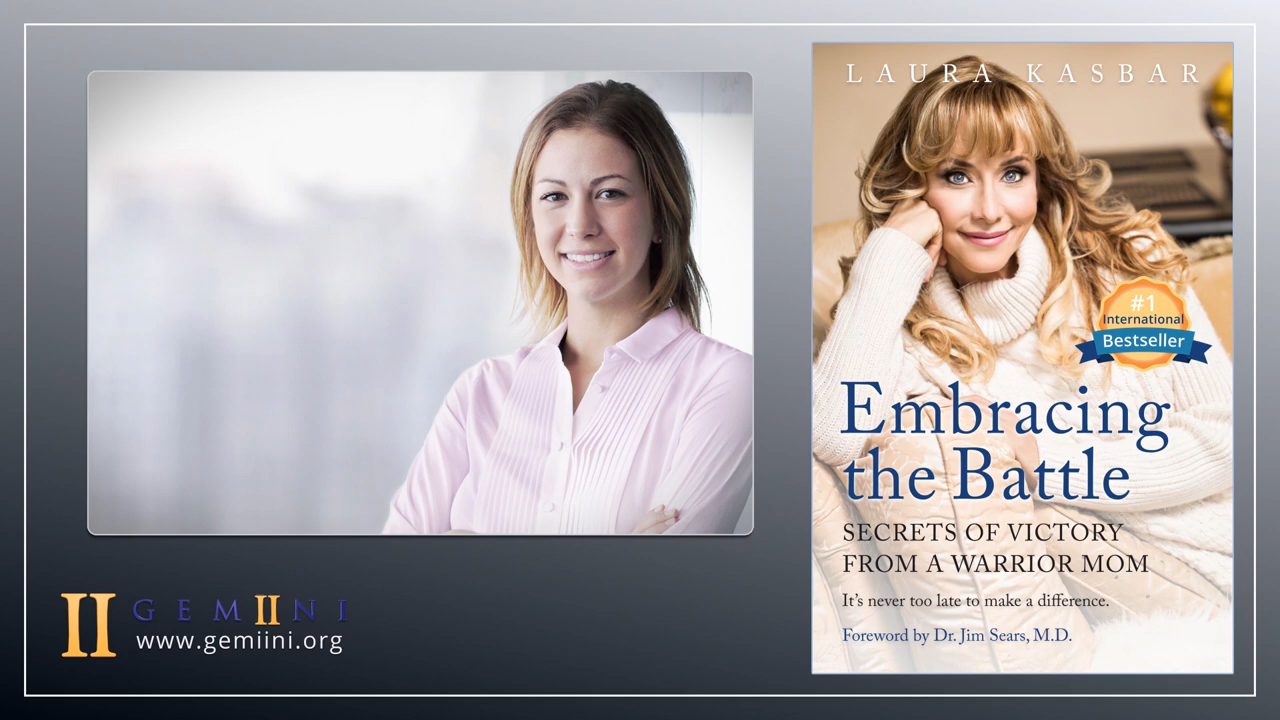 LAURA KASBAR
#1
International
Bestseller
Embracing
the Battle
SECRETS OF VICTORY
FROM A WARRIOR MOM
It's never too late to make a difference.
Foreword by Dr. Jim Sears, M.D.
II GEMIINI
www.gemiini.org